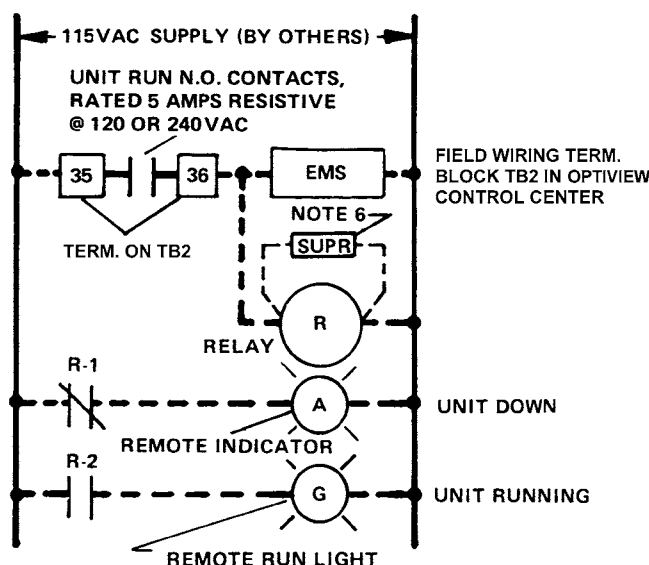 115VAC SUPPLY (BY OTHERS)
UNIT RUN N.O. CONTACTS,
RATED 5 AMPS RESISTIVE
@ 120 OR 240VAC
35
36
EMS
FIELD WIRING TERM.
BLOCK TB2 IN OPTIVIEW
CONTROL CENTER
TERM. ON TB2
NOTE 6
SUPR
R
RELAY
R-1
A
UNIT DOWN
REMOTE INDICATOR
R-2
G
UNIT RUNNING
REMOTE RUN LIGHT